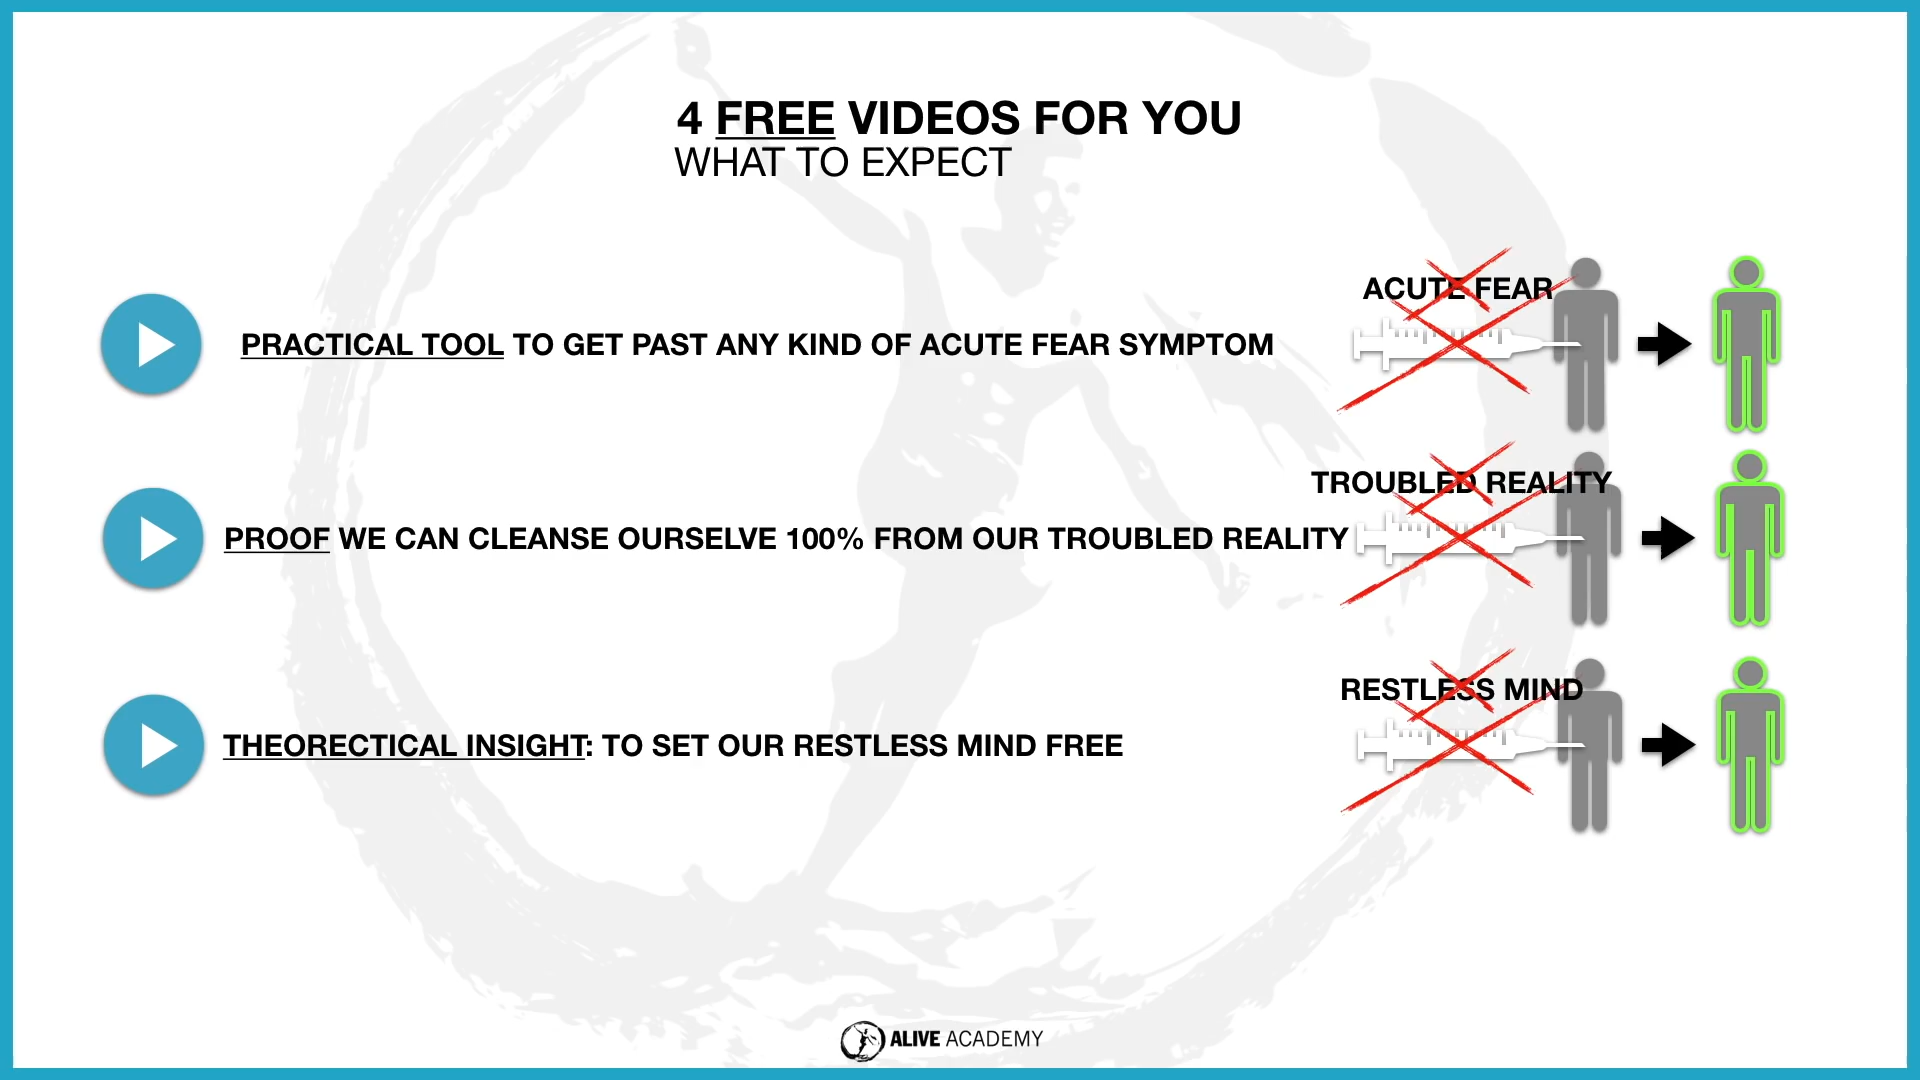 4 FREE VIDEOS FOR YOU
WHAT TO EXPECT
ACUTE FEAR
PRACTICAL TOOL TO GET PAST ANY KIND OF ACUTE FEAR SYMPTOM
TROUBLED REALITY
PROOF WE CAN CLEANSE OURSELVE 100% FROM OUR TROUBLED REALITY
RESTLESS MIND
THEORECTICAL INSIGHT: TO SET OUR RESTLESS MIND FREE
ALIVE ACADEMY